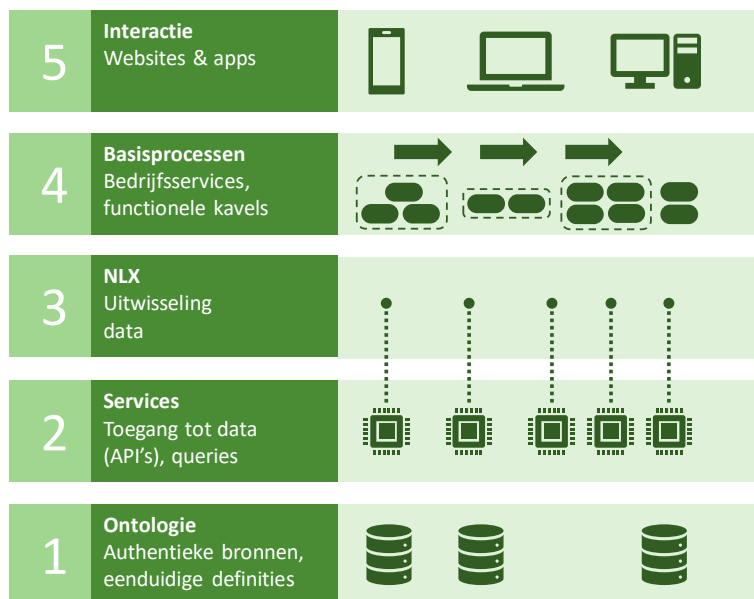 5
Interactie
Websites & apps
4
Basisprocessen
Bedrijfsservices,
functionele kavels
3
NLX
Uitwisseling
data
2
Services
Toegang tot data
(API’s), queries
1
Ontologie
Authentieke bronnen,
eenduidige definities